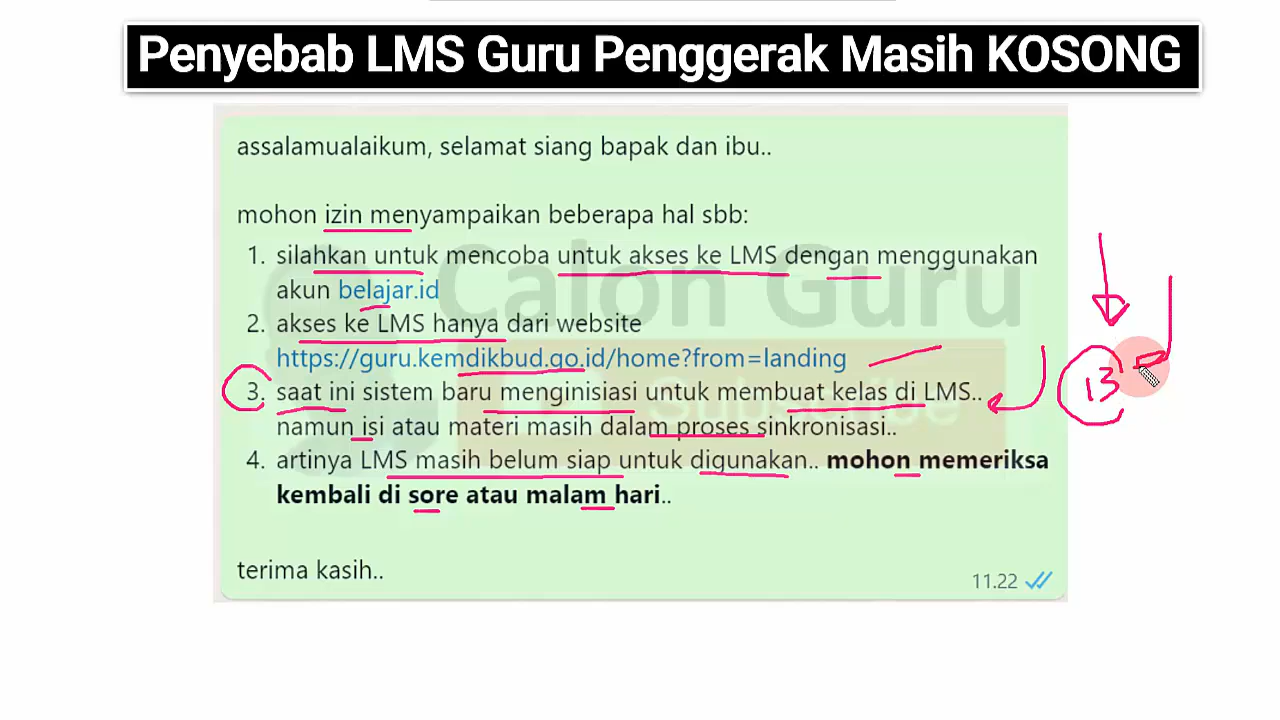 Penyebab LMS Guru Penggerak Masih KOSONG
assalamualaikum, selamat siang bapak dan ibu..
mohon izin menyampaikan beberapa hal sbb:
1. silahkan untuk mencoba untuk akses ke LMS dengan menggunakan
akun belajar.id
2. akses ke LMS hanya dari website
https://guru.kemdikbud.go.id/home?from=landing
3. saat ini sistem baru menginisiasi untuk membuat kelas di LMS..
namun isi atau materi masih dalam proses sinkronisasi..
4. artinya LMS masih belum siap untuk digunakan.. mohon memeriksa
kembali di sore atau malam hari..
terima kasih..
11.22
13
Calon Guru
Subscribe